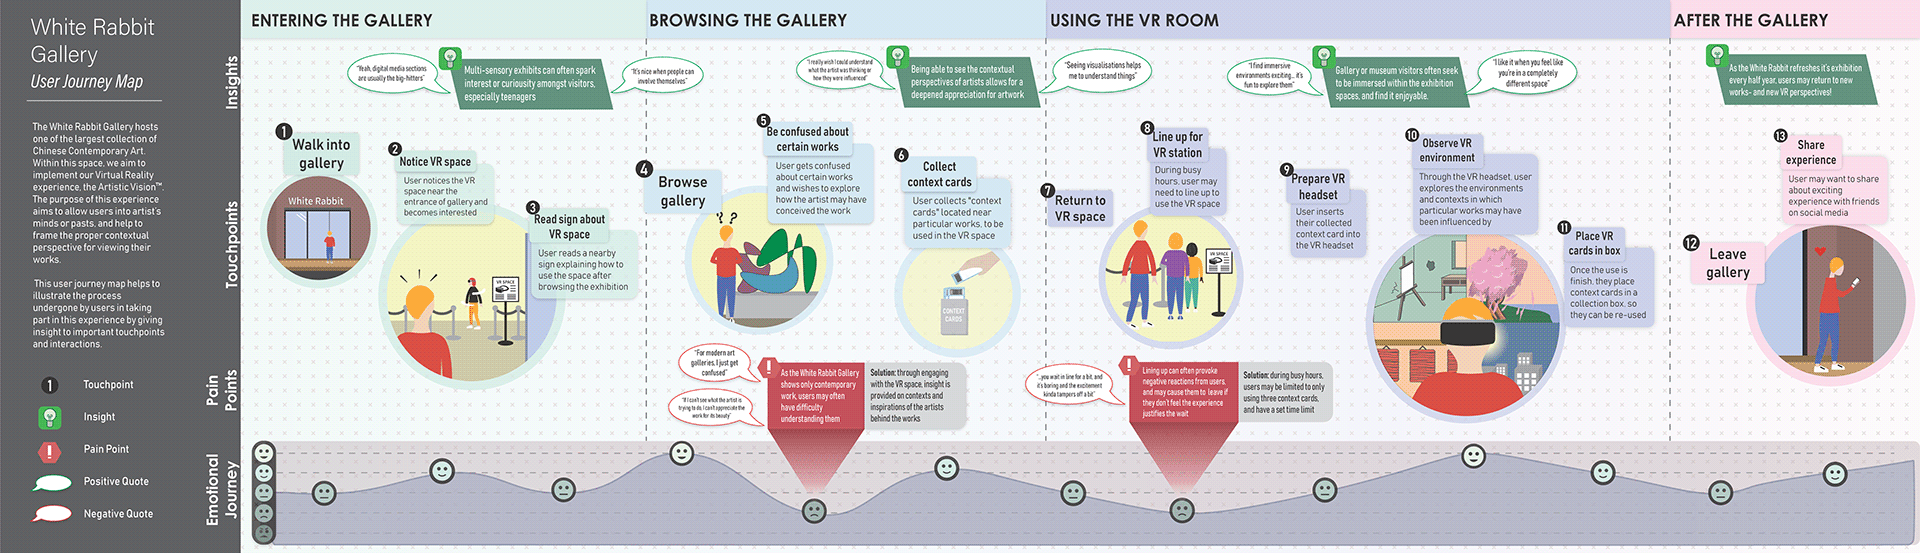 White Rabbit
Gallery
User Journey Map
The White Rabbit Gallery hosts
one of the largest collection of
Chinese Contemporary Art.
Within this space, we aim to
implement our Virtual Reality
experience, the Artistic Vision™.
The purpose of this experience
aims to allow users into artist's
minds or pasts, and help to
frame the proper contextual
perspective for viewing their
works.
This user journey map helps to
illustrate the process
undergone by users in taking
part in this experience by giving
insight to important touchpoints
and interactions.
1 Touchpoint
Insight
! Pain Point
Positive Quote
Negative Quote
Insights
Touchpoints
Pain
Points
Emotional
Journey
ENTERING THE GALLERY
"Yeah, digital media sections
are usually the big-hitters"
Multi-sensory exhibits can often spark
interest or curiousity amongst visitors,
especially teenagers
"It's nice when people can
involve themselves"
1
Walk into
gallery
White Rabbit
2
Notice VR space
User notices the VR
space near the
entrance of gallery and
becomes interested
VR SPACE
3
Read sign about
VR space
User reads a nearby
sign explaining how to
use the space after
browsing the exhibition
BROWSING THE GALLERY
"I really wish I could understand
what the artist was thinking or
how they were influenced"
Being able to see the contextual
perspectives of artists allows for a
deepened appreciation for artwork
"Seeing visualisations helps
me to understand things"
4
Browse
gallery
5
Be confused about
certain works
User gets confused
about certain works
and wishes to explore
how the artist may have
conceived the work
? ?
6
Collect
context cards
User collects "context
cards" located near
particular works, to be
used in the VR space
CONTEXT
CARDS
"For modern art
galleries, I just get
confused"
"If I can't see what the artist is
trying to do, I can't appreciate the
work for its beauty"
!
As the White Rabbit Gallery
shows only contemporary
work, users may often
have difficulty
understanding them
Solution: through engaging
with the VR space, insight is
provided on contexts and
inspirations of the artists
behind the works
USING THE VR ROOM
"I find immersive
environments exciting... it's
fun to explore them"
Gallery or museum visitors often seek
to be immersed within the exhibition
spaces, and find it enjoyable.
"I like it when you feel like
you're in a completely
different space"
7
Return to
VR space
8
Line up for
VR station
During busy
hours, user may
need to line up to
use the VR space
VR SPACE
9
Prepare VR
headset
User inserts
their collected
context card into
the VR headset
10
Observe VR
environment
Through the VR headset, user
explores the environments
and contexts in which
particular works may have
been influenced by
11
Place VR
cards in box
Once the use is
finish, they place
context cards in a
collection box, so
they can be re-used
"...you wait in line for a bit, and
it's boring and the excitement
kinda tampers off a bit"
!
Lining up can often provoke
negative reactions from users,
and may cause them to leave if
they don't feel the experience
justifies the wait
Solution: during busy hours,
users may be limited to only
using three context cards,
and have a set time limit
AFTER THE GALLERY
As the White Rabbit refreshes it's exhibition
every half year, users may return to new
works- and new VR perspectives!
12
Leave
gallery
13
Share
experience
User may want to share
about exciting
experience with friends
on social media